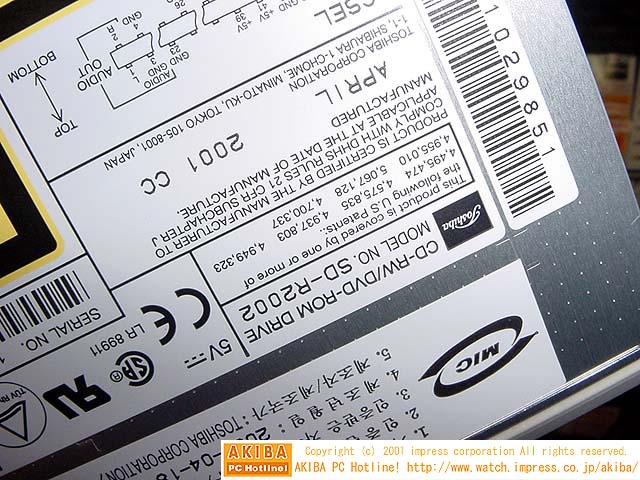 CD-RW/DVD-ROM DRIVE
MODEL NO. SD-R2002
Toshiba
5V
This product is covered by one or more of
the following U.S Patents:
4,495,474 4,575,835 4,937,803 4,949,323
4,955,010 5,067,128 4,700,337
PRODUCT IS CERTIFIED BY THE MANUFACTURER TO
COMPLY WITH DHHS RULES 21 CFR SUBCHAPTER J
APPLICABLE AT THE DATE OF MANUFACTURE.
MANUFACTURED
APRIL 2001 CC
TOSHIBA CORPORATION
1-1, SHIBAURA 1-CHOME, MINATO-KU, TOKYO 105-8001, JAPAN
CSEL
AUDIO OUT
TOP
BOTTOM
1029851
SERIAL NO.
LR 89911
MIC
AKIBA
PC Hotline!
Copyright (c) 2001 impress corporation All rights reserved.
AKIBA PC Hotline! http://www.watch.impress.co.jp/akiba/